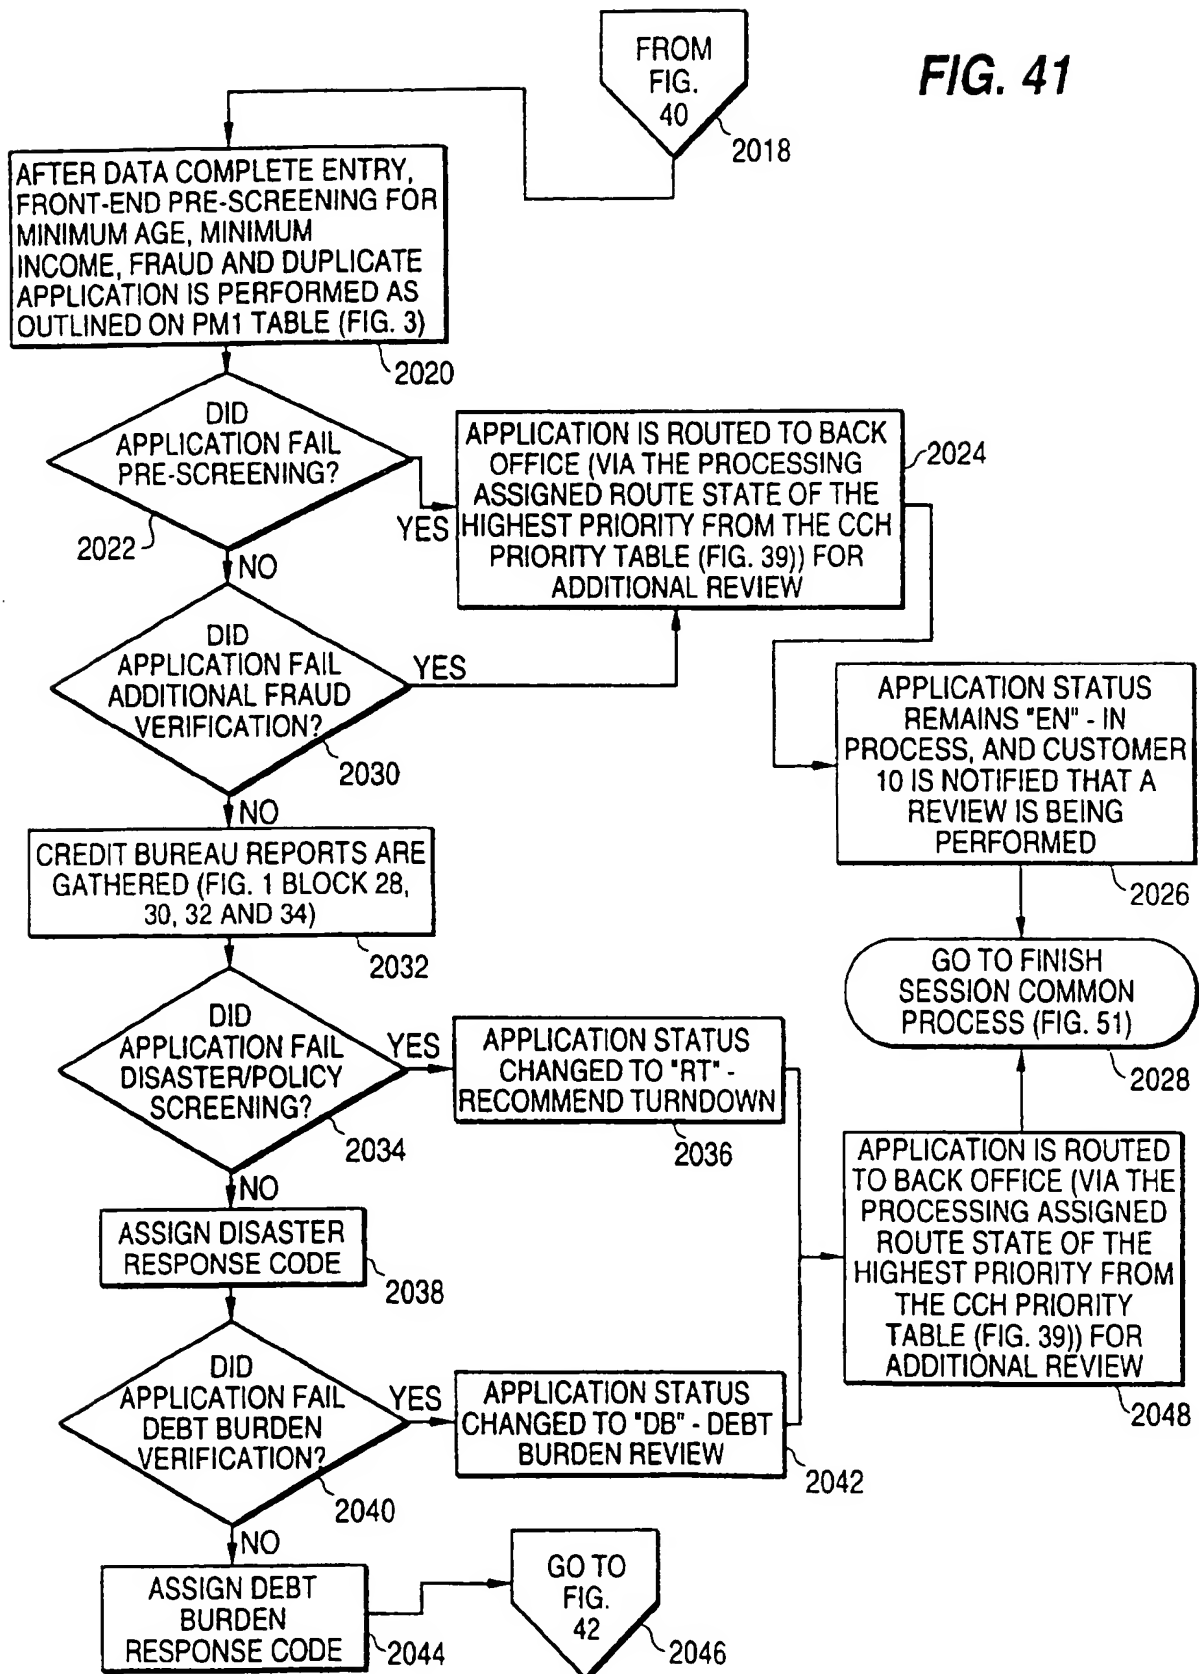 FROM
FIG.
40
FIG. 41
2018
AFTER DATA COMPLETE ENTRY,
FRONT-END PRE-SCREENING FOR
MINIMUM AGE, MINIMUM
INCOME, FRAUD AND DUPLICATE
APPLICATION IS PERFORMED AS
OUTLINED ON PM1 TABLE (FIG. 3)
2020
DID
APPLICATION FAIL
PRE-SCREENING?
2022
YES
NO
APPLICATION IS ROUTED TO BACK
OFFICE (VIA THE PROCESSING
ASSIGNED ROUTE STATE OF THE
HIGHEST PRIORITY FROM THE CCH
PRIORITY TABLE (FIG. 39)) FOR
ADDITIONAL REVIEW
2024
DID
APPLICATION FAIL
ADDITIONAL FRAUD
VERIFICATION?
YES
2030
NO
APPLICATION STATUS
REMAINS "EN" - IN
PROCESS, AND CUSTOMER
10 IS NOTIFIED THAT A
REVIEW IS BEING
PERFORMED
2026
CREDIT BUREAU REPORTS ARE
GATHERED (FIG. 1 BLOCK 28,
30, 32 AND 34)
2032
GO TO FINISH
SESSION COMMON
PROCESS (FIG. 51)
2028
DID
APPLICATION FAIL
DISASTER/POLICY
SCREENING?
YES
2034
NO
APPLICATION STATUS
CHANGED TO "RT" -
RECOMMEND TURNDOWN
2036
APPLICATION IS ROUTED
TO BACK OFFICE (VIA THE
PROCESSING ASSIGNED
ROUTE STATE OF THE
HIGHEST PRIORITY FROM
THE CCH PRIORITY
TABLE (FIG. 39)) FOR
ADDITIONAL REVIEW
2048
ASSIGN DISASTER
RESPONSE CODE
2038
DID
APPLICATION FAIL
DEBT BURDEN
VERIFICATION?
YES
2040
NO
APPLICATION STATUS
CHANGED TO "DB" - DEBT
BURDEN REVIEW
2042
ASSIGN DEBT
BURDEN
RESPONSE CODE
2044
GO TO
FIG.
42
2046